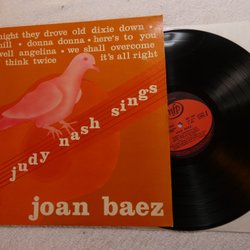 night they drove old dixie down •
hill • donna donna • here's to you
well angelina • we shall overcome
think twice it's all right
judy nash sings
joan baez
mfp